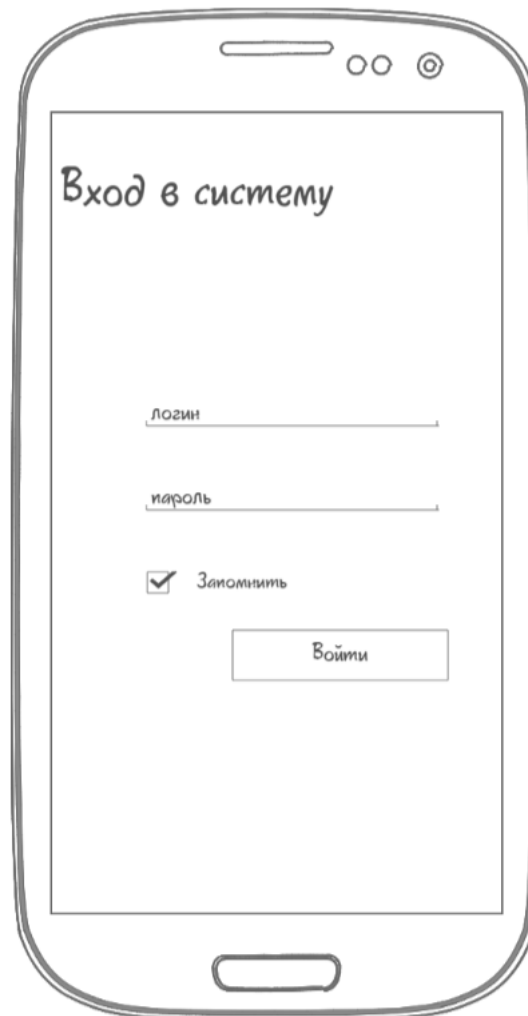 Вход в систему
логин
пароль
Запомнить
Войти